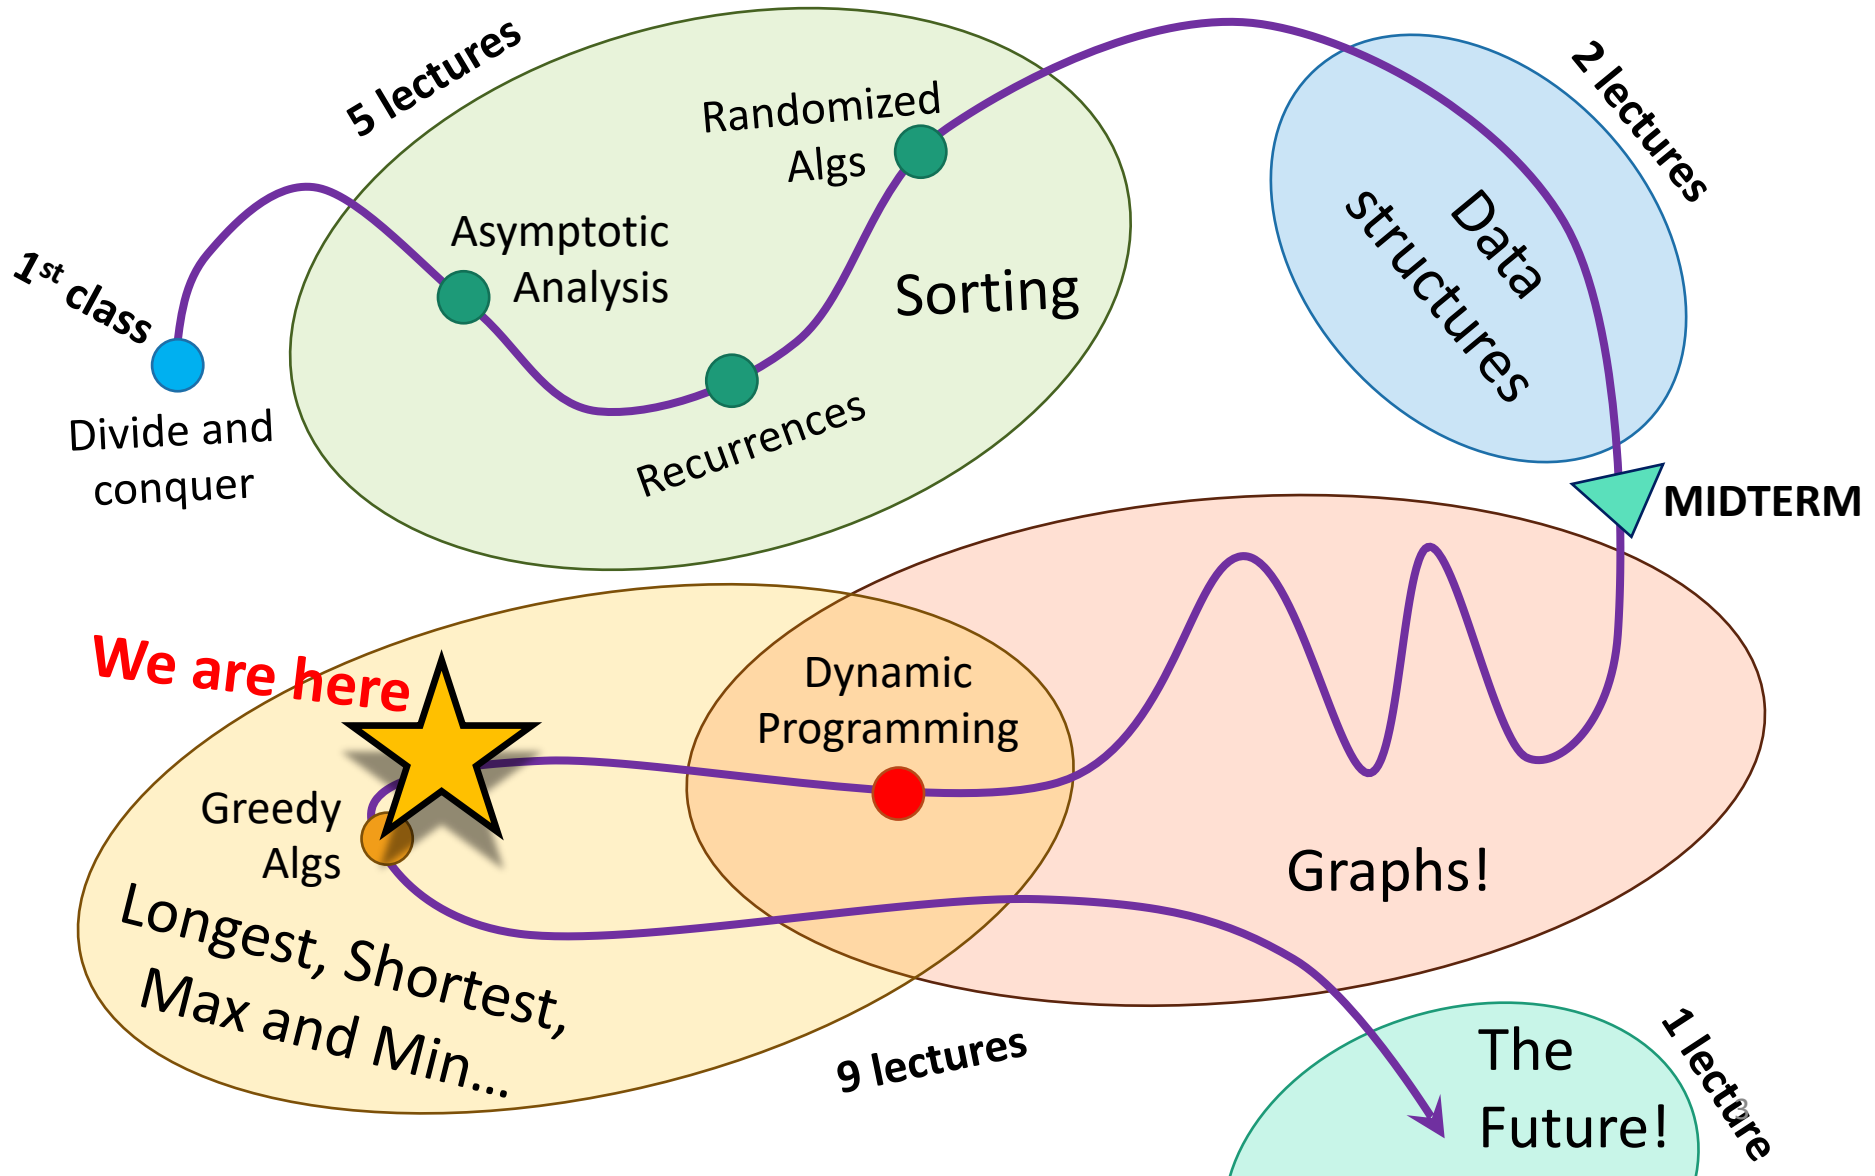 5 lectures
1st class
Divide and
conquer
Asymptotic
Analysis
Recurrences
Randomized
Algs
Sorting
2 lectures
Data
structures
MIDTERM
Graphs!
Dynamic
Programming
We are here
Greedy
Algs
Longest, Shortest,
Max and Min...
9 lectures
The
Future!
1 lecture